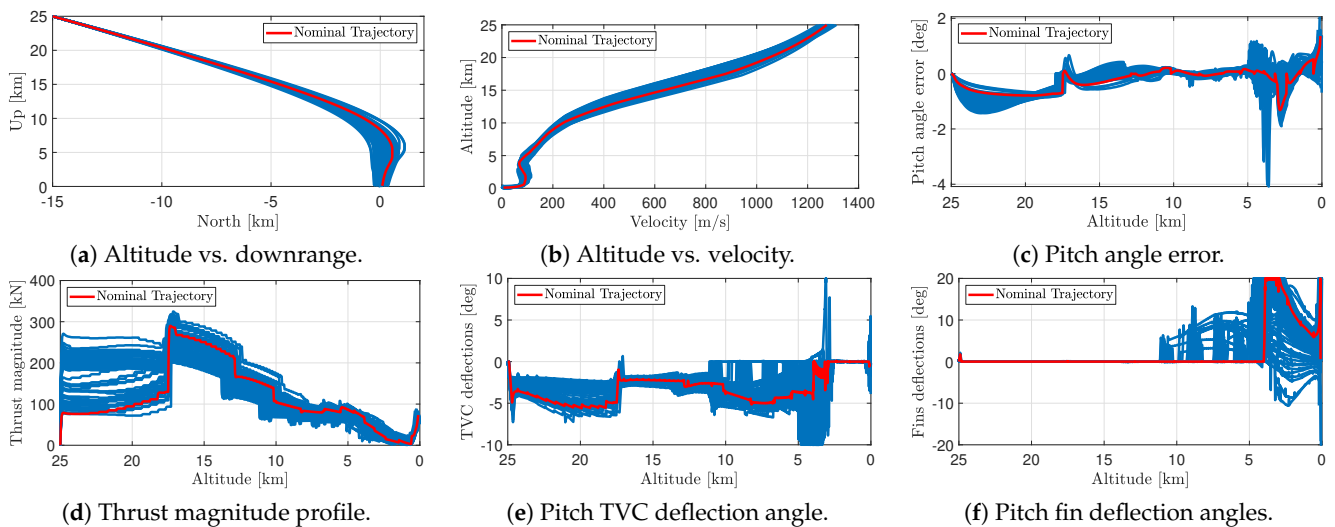 25
20
15
10
5
0
Up [km]
Nominal Trajectory
-15
-10
-5
0
North [km]
(a) Altitude vs. downrange.
25
20
15
10
5
0
Altitude [km]
Nominal Trajectory
0
200
400
600
800
1000
1200
1400
Velocity [m/s]
(b) Altitude vs. velocity.
2
0
-2
-4
Pitch angle error [deg]
Nominal Trajectory
25
20
15
10
5
0
Altitude [km]
(c) Pitch angle error.
400
300
200
100
0
Thrust magnitude [kN]
Nominal Trajectory
25
20
15
10
5
0
Altitude [km]
(d) Thrust magnitude profile.
10
5
0
-5
-10
TVC deflections [deg]
Nominal Trajectory
25
20
15
10
5
0
Altitude [km]
(e) Pitch TVC deflection angle.
20
10
0
-10
-20
Fins deflections [deg]
Nominal Trajectory
25
20
15
10
5
0
Altitude [km]
(f) Pitch fin deflection angles.